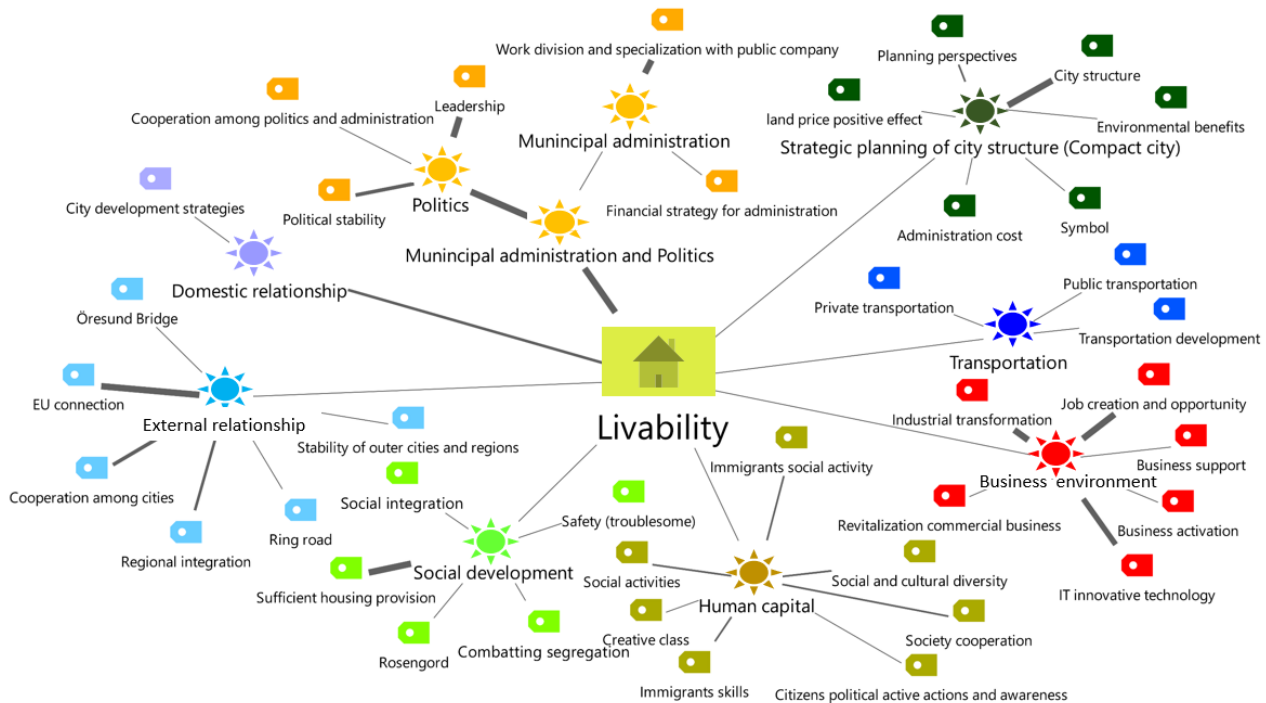 Work division and specialization with public company
Planning perspectives
City structure
Leadership
Cooperation among politics and administration
land price positive effect
Environmental benefits
Munincipal administration
Strategic planning of city structure (Compact city)
City development strategies
Politics
Political stability
Financial strategy for administration
Administration cost
Symbol
Munincipal administration and Politics
Domestic relationship
Public transportation
Private transportation
Öresund Bridge
Transportation development
Transportation
EU connection
Job creation and opportunity
Industrial transformation
External relationship
Livability
Stability of outer cities and regions
Immigrants social activity
Business support
Business environment
Cooperation among cities
Social integration
Safety (troublesome)
Revitalization commercial business
Business activation
Ring road
Regional integration
Social development
Social activities
Social and cultural diversity
IT innovative technology
Sufficient housing provision
Human capital
Creative class
Society cooperation
Rosengord
Combatting segregation
Immigrants skills
Citizens political active actions and awareness